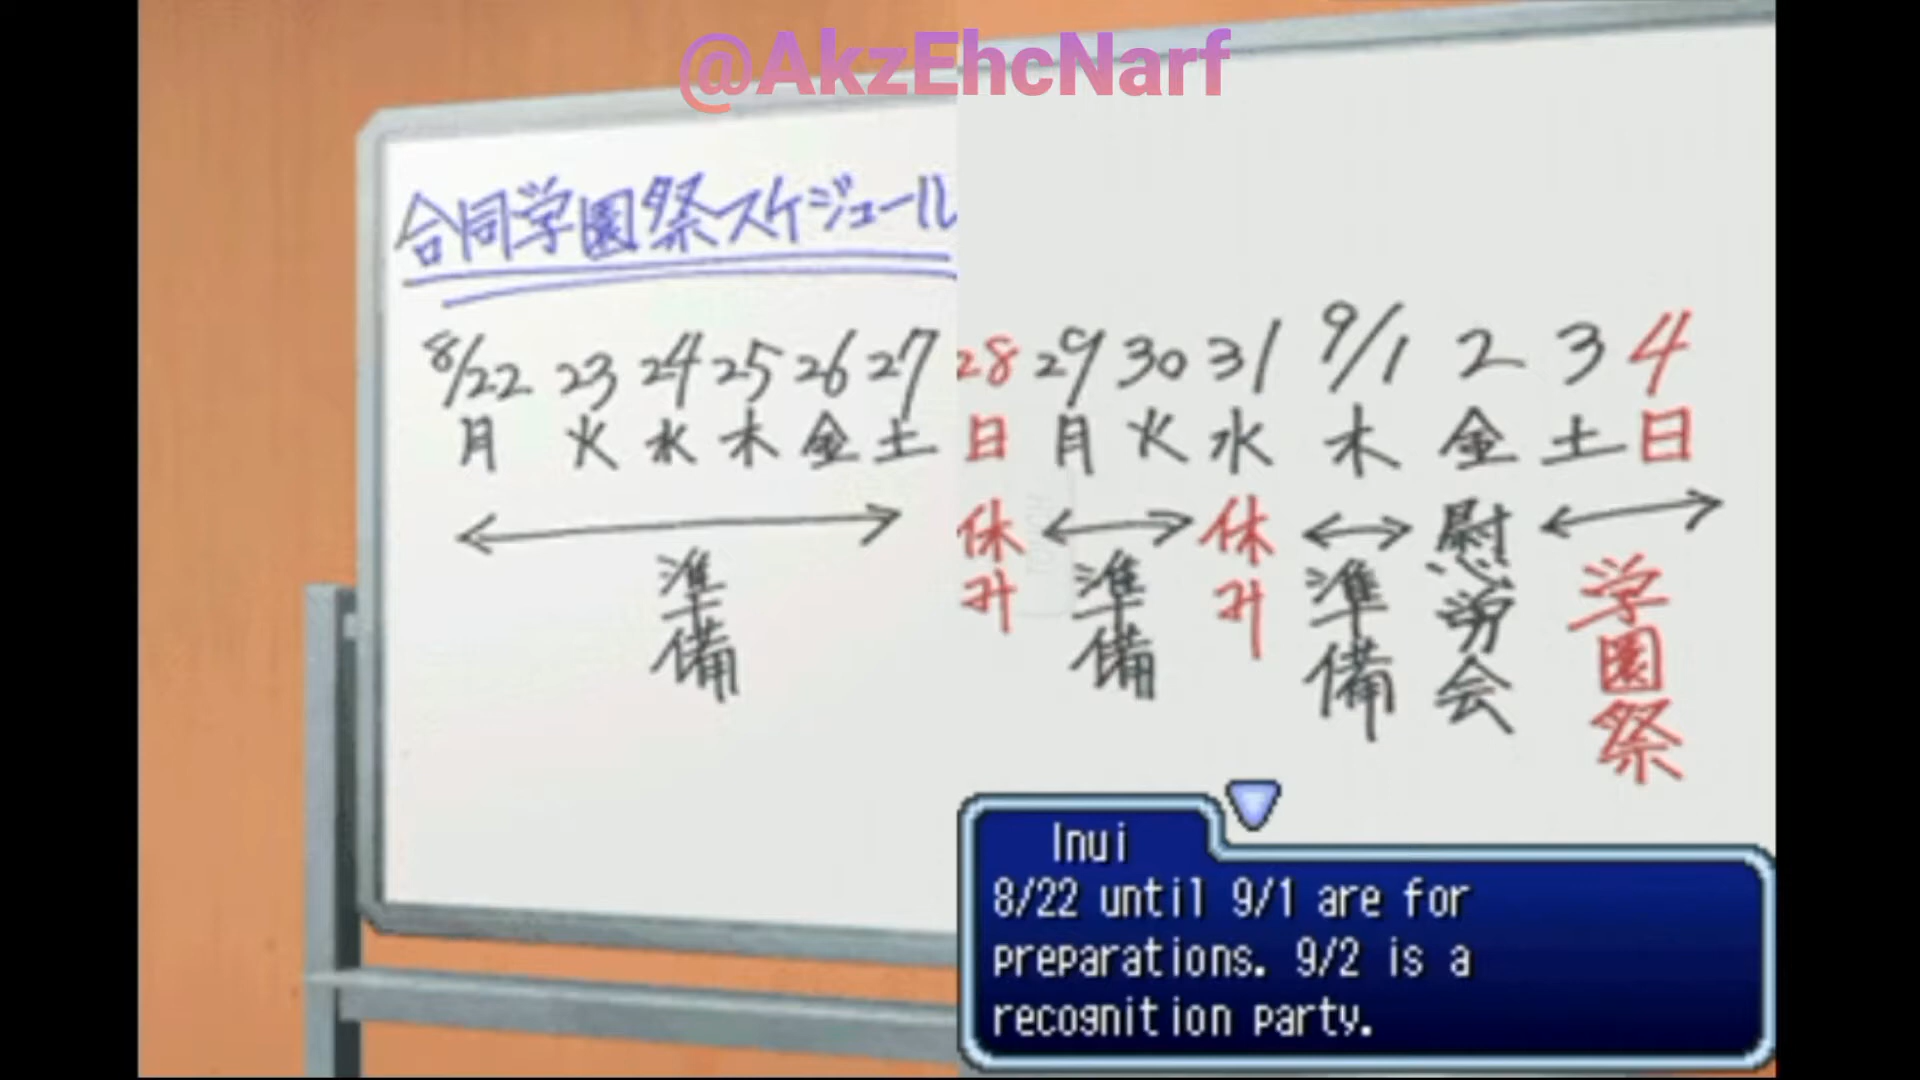 @AkzEhcNarf
合同学園祭スケジュール
8/22 23 24 25 26 27 28 29 30 31 9/1 2 3 4
月 火 水 木 金 土 日 月 火 水 木 金 土 日
準備
休み
準備
休み
準備
慰労会
学園祭
Inui
8/22 until 9/1 are for
preparations. 9/2 is a
recognition party.